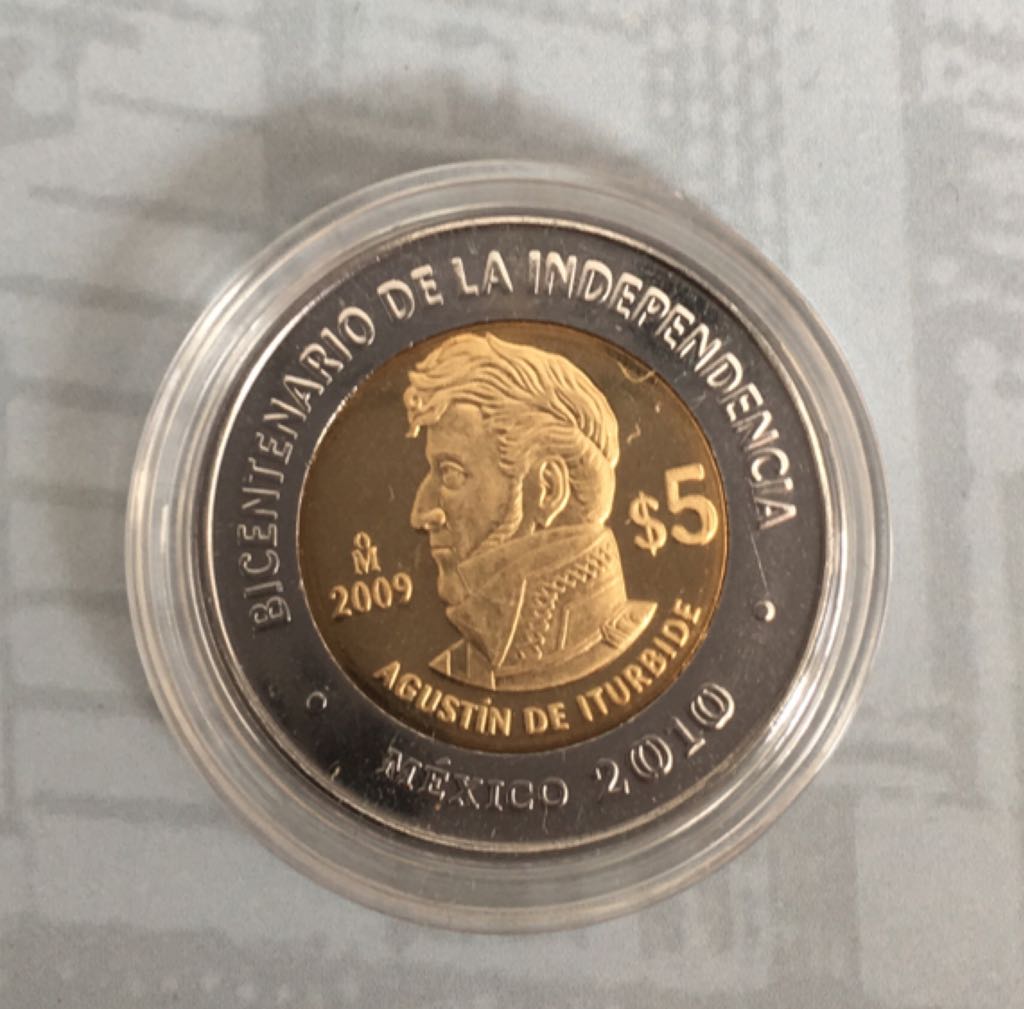 BICENTENARIO DE LA INDEPENDENCIA
$5
M̊
2009
AGUSTÍN DE ITURBIDE
MÉXICO 2010